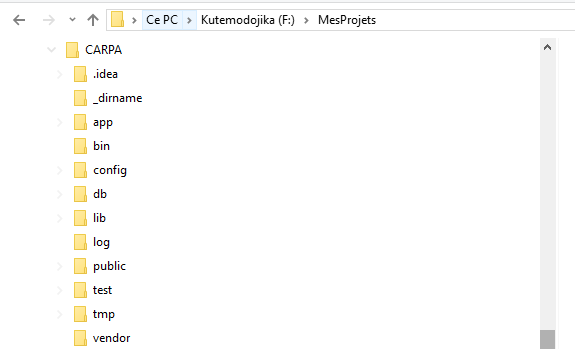 Ce PC > Kutemodojika (F:) > MesProjets
CARPA
.idea
_dirname
app
bin
config
db
lib
log
public
test
tmp
vendor